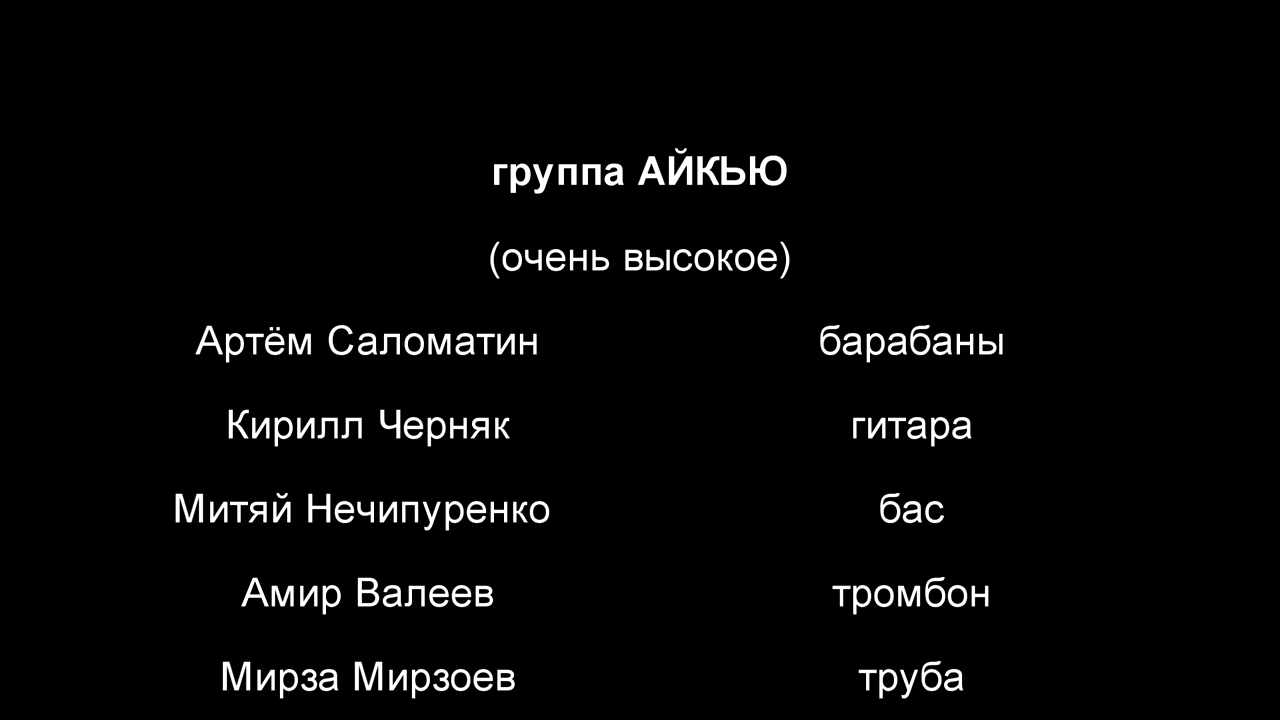 группа АЙКЬЮ
(очень высокое)
Артём Саломатин барабаны
Кирилл Черняк гитара
Митяй Нечипуренко бас
Амир Валеев тромбон
Мирза Мирзоев труба